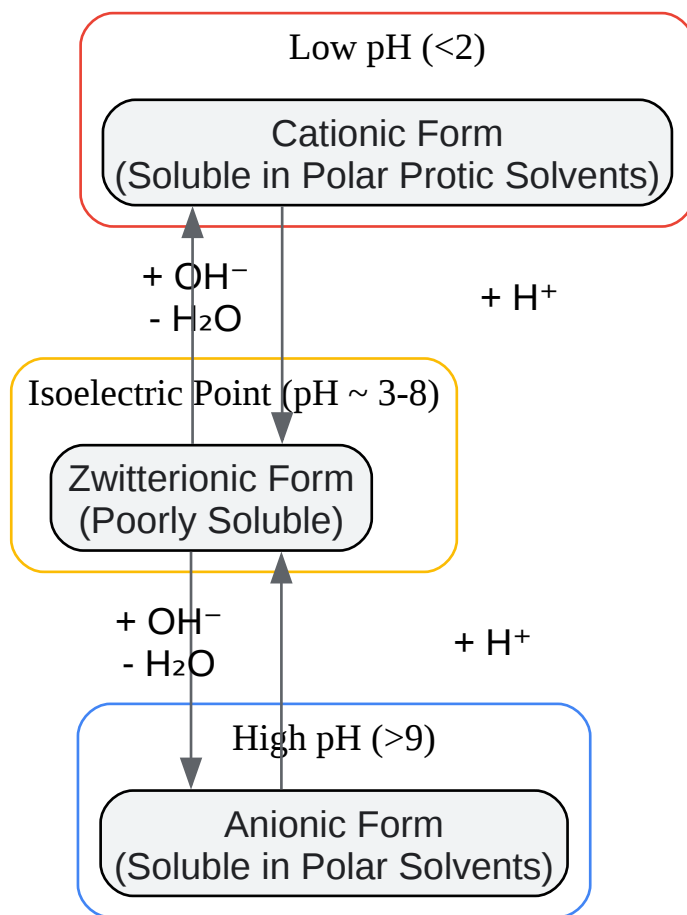 Low pH (<2)
Cationic Form
(Soluble in Polar Protic Solvents)
+ OH⁻
- H₂O
+ H⁺
Isoelectric Point (pH ~ 3-8)
Zwitterionic Form
(Poorly Soluble)
+ OH⁻
- H₂O
+ H⁺
High pH (>9)
Anionic Form
(Soluble in Polar Solvents)